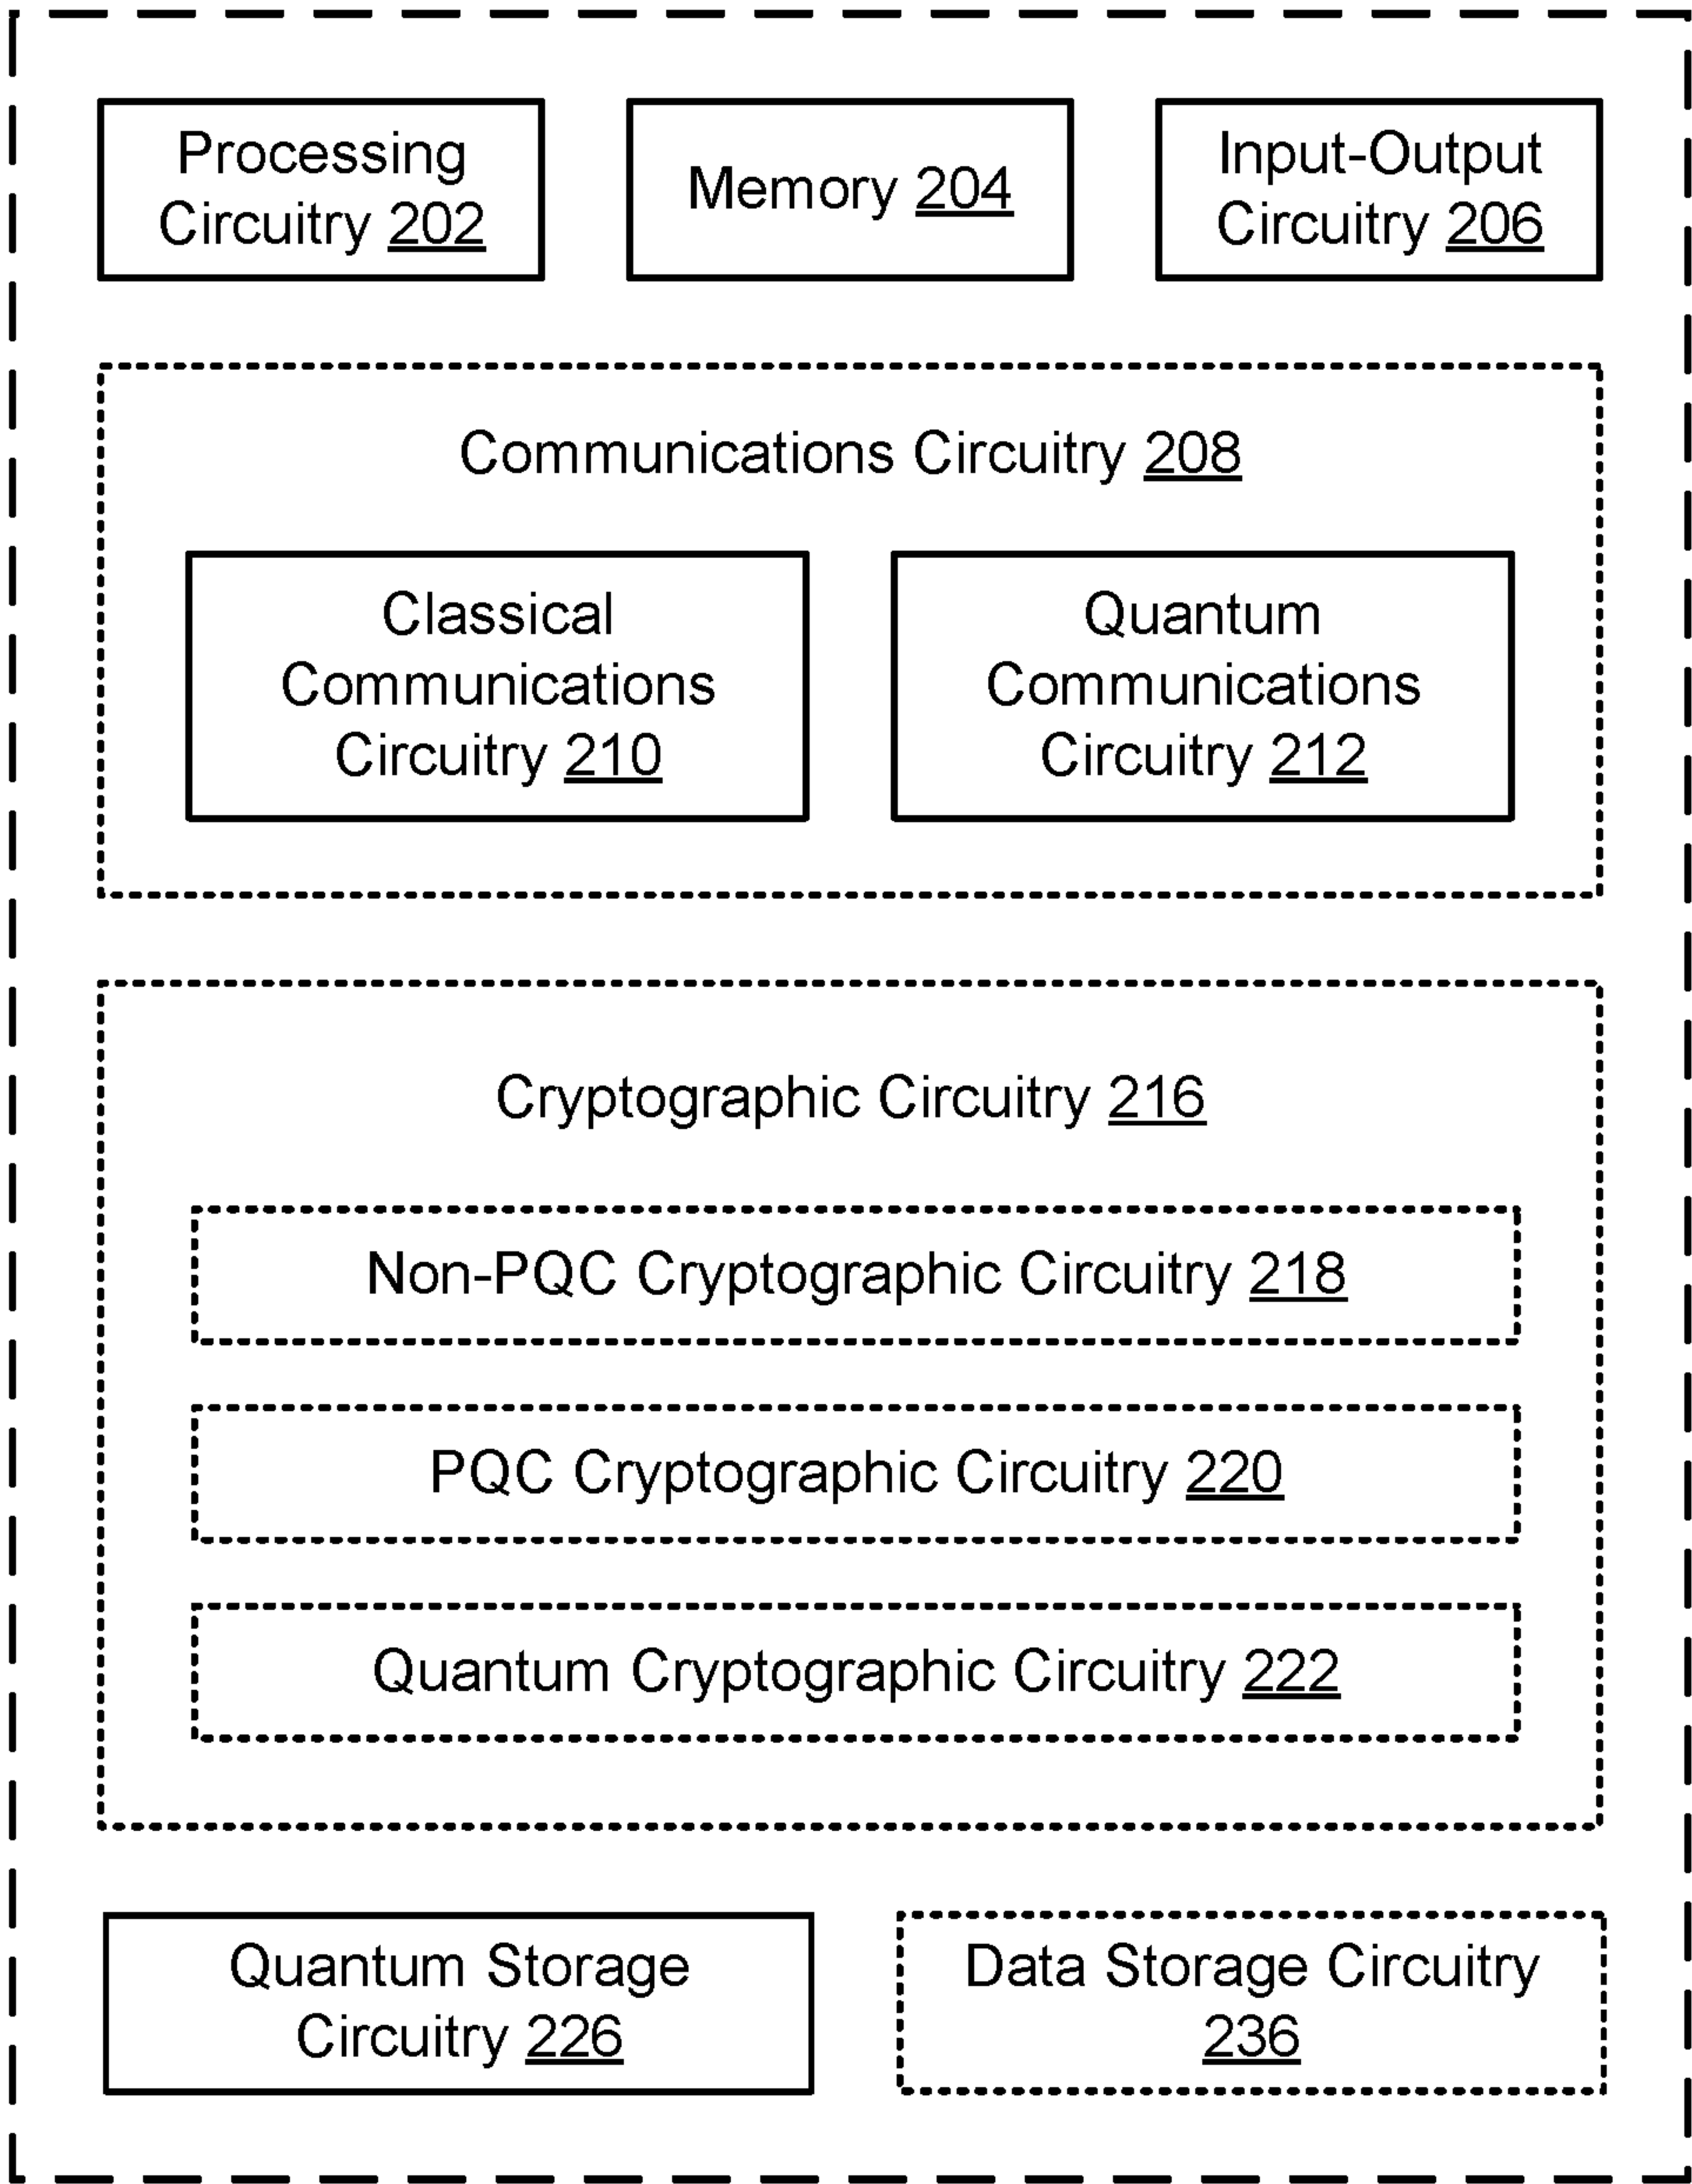 Processing
Circuitry 202
Memory 204
Input-Output
Circuitry 206
Communications Circuitry 208
Classical
Communications
Circuitry 210
Quantum
Communications
Circuitry 212
Cryptographic Circuitry 216
Non-PQC Cryptographic Circuitry 218
PQC Cryptographic Circuitry 220
Quantum Cryptographic Circuitry 222
Quantum Storage
Circuitry 226
Data Storage Circuitry
236